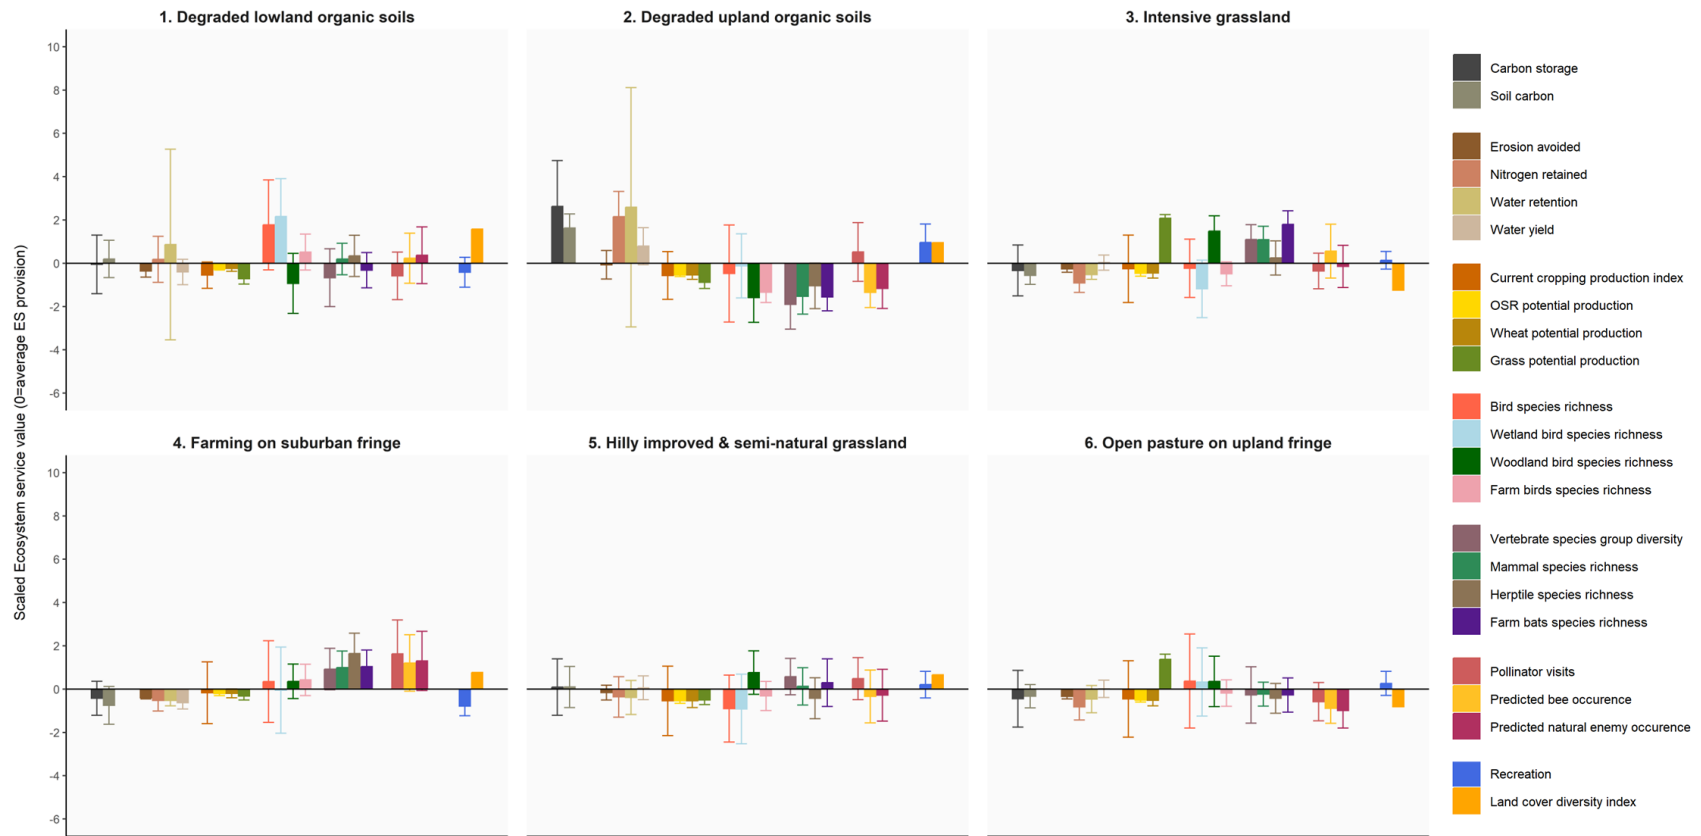 1. Degraded lowland organic soils
2. Degraded upland organic soils
3. Intensive grassland
10
8
6
4
2
0
-2
-4
-6
4. Farming on suburban fringe
5. Hilly improved & semi-natural grassland
6. Open pasture on upland fringe
10
8
6
4
2
0
-2
-4
-6
Scaled Ecosystem service value (0=average ES provision)
Carbon storage
Soil carbon
Erosion avoided
Nitrogen retained
Water retention
Water yield
Current cropping production index
OSR potential production
Wheat potential production
Grass potential production
Bird species richness
Wetland bird species richness
Woodland bird species richness
Farm birds species richness
Vertebrate species group diversity
Mammal species richness
Herptile species richness
Farm bats species richness
Pollinator visits
Predicted bee occurence
Predicted natural enemy occurence
Recreation
Land cover diversity index